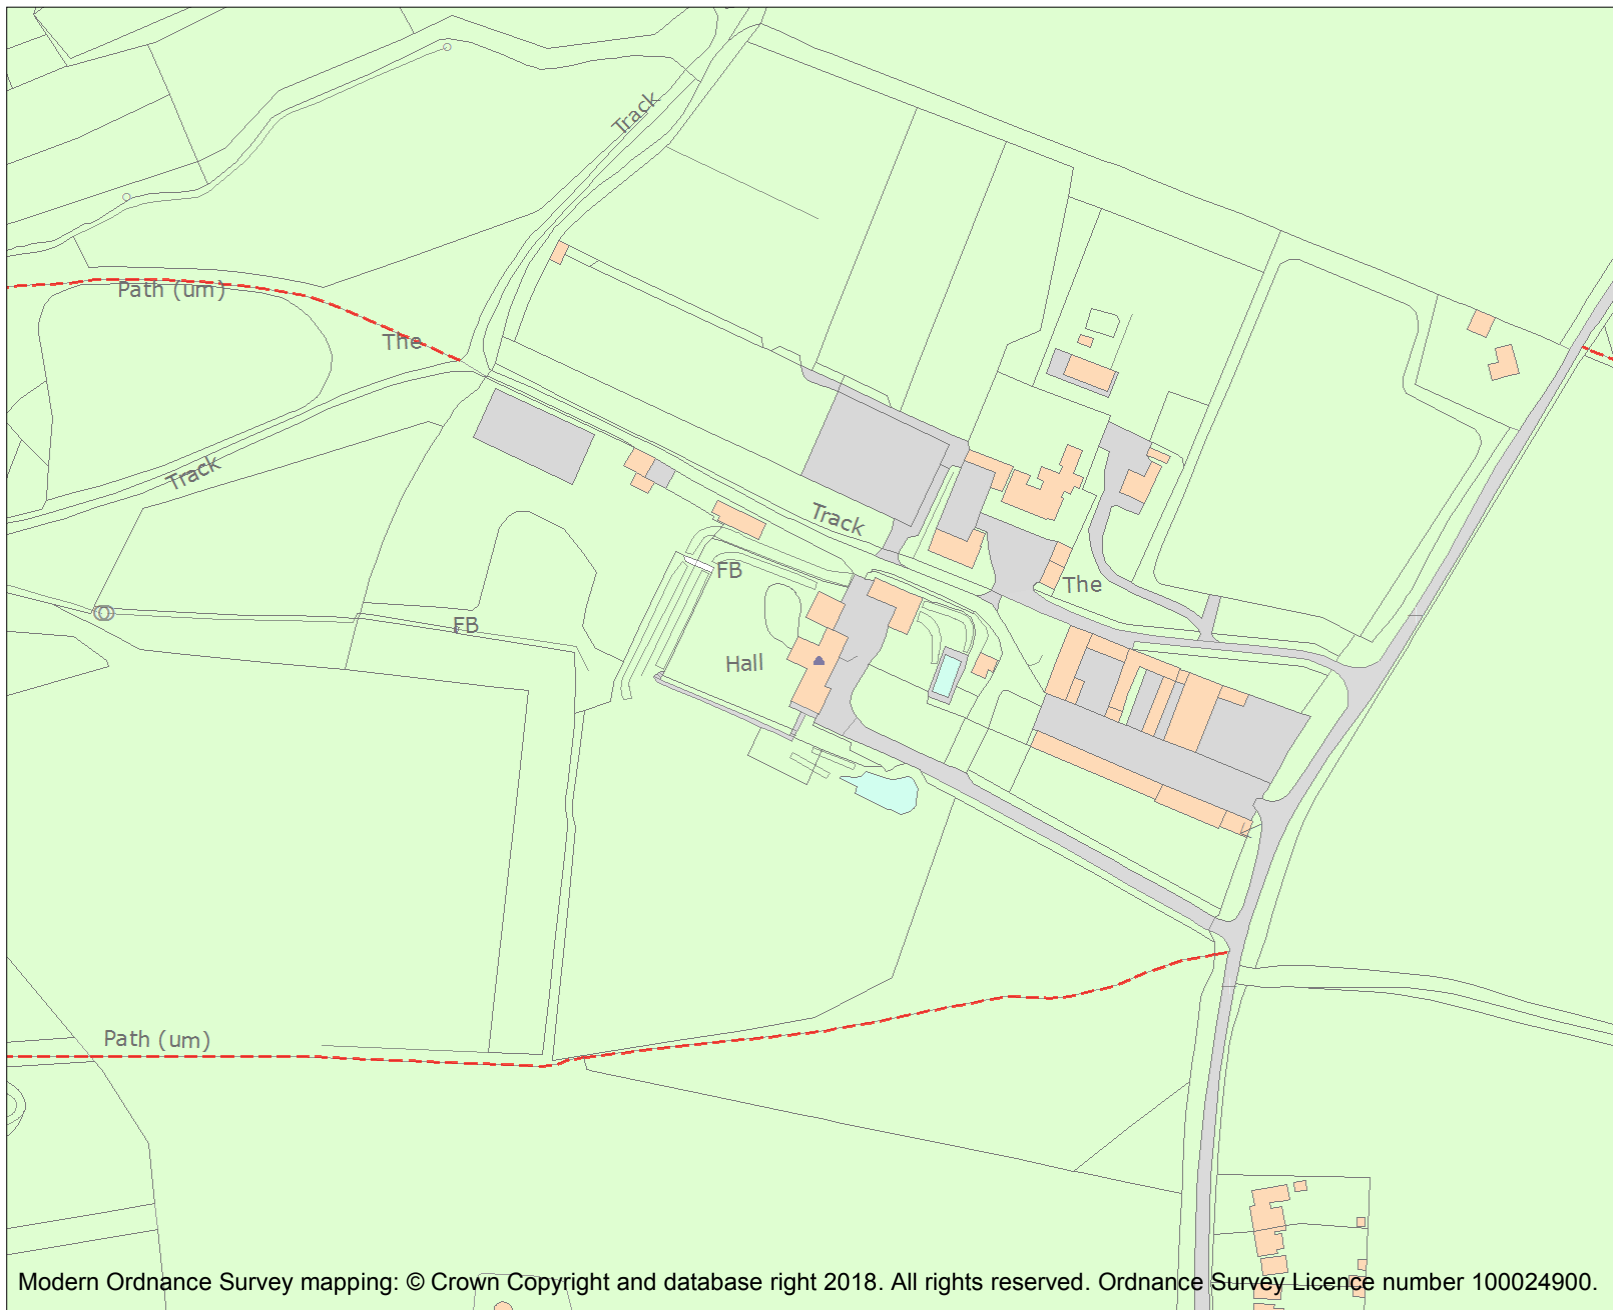 Track
Path (um)
The
Track
Track
FB
The
FB
Hall
Path (um)
Modern Ordnance Survey mapping: © Crown Copyright and database right 2018. All rights reserved. Ordnance Survey Licence number 100024900.